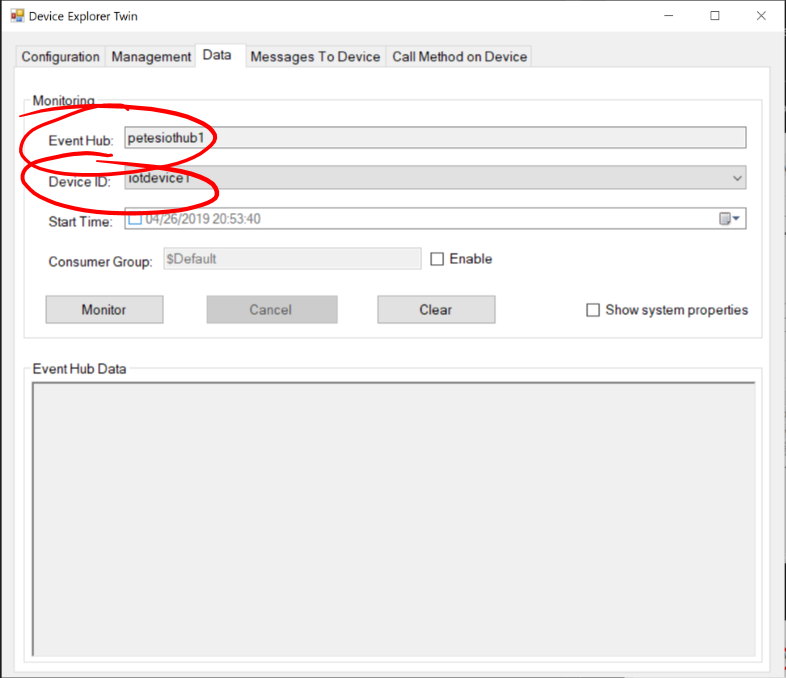 Device Explorer Twin
Configuration Management Data Messages To Device Call Method on Device
Monitoring
Event Hub: petesiothub1
Device ID: iotdevice1
Start Time: 04/26/2019 20:53:40
Consumer Group: $Default Enable
Monitor Cancel Clear Show system properties
Event Hub Data